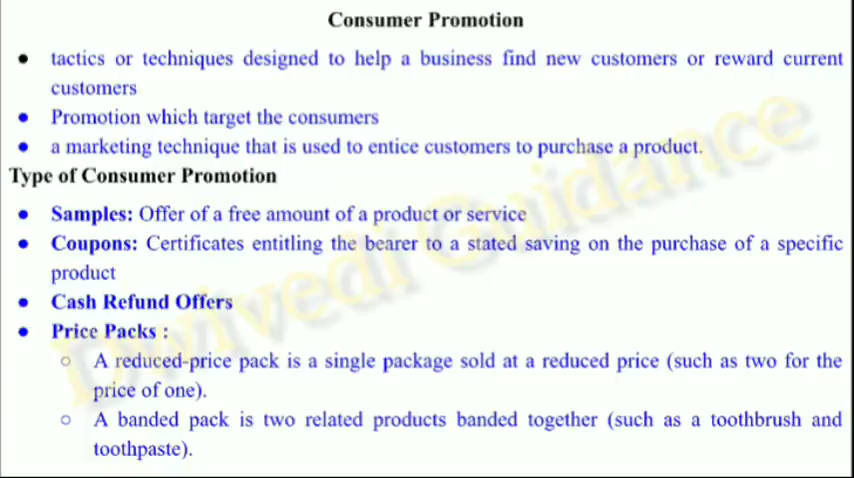 Consumer Promotion
● tactics or techniques designed to help a business find new customers or reward current
customers
● Promotion which target the consumers
● a marketing technique that is used to entice customers to purchase a product.
Type of Consumer Promotion
● Samples: Offer of a free amount of a product or service
● Coupons: Certificates entitling the bearer to a stated saving on the purchase of a specific
product
● Cash Refund Offers
● Price Packs :
○ A reduced-price pack is a single package sold at a reduced price (such as two for the
price of one).
○ A banded pack is two related products banded together (such as a toothbrush and
toothpaste).
Dwivedi Guidance